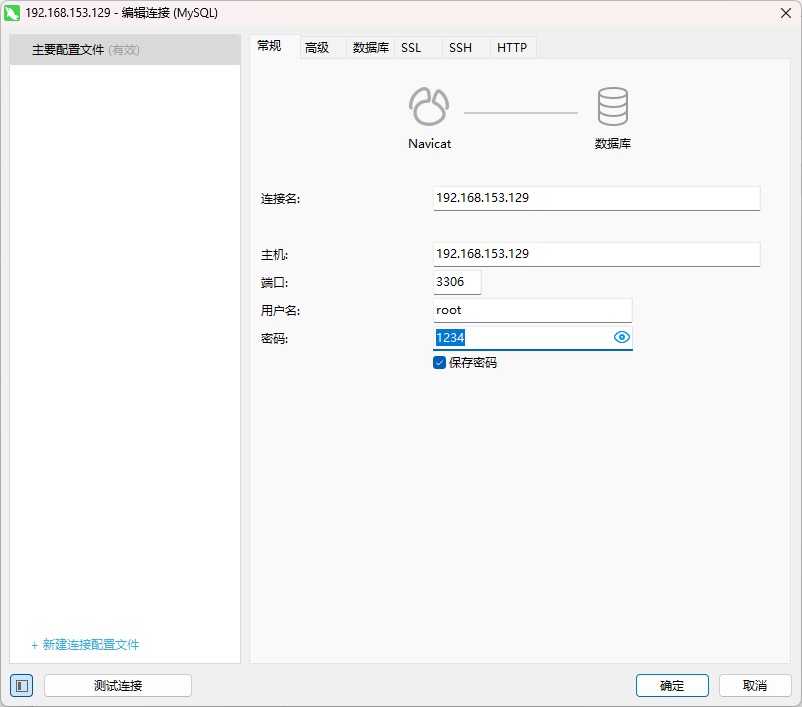 192.168.153.129 - 编辑连接 (MySQL)
主要配置文件 (有效)
常规 高级 数据库 SSL SSH HTTP
Navicat 数据库
连接名: 192.168.153.129
主机: 192.168.153.129
端口: 3306
用户名: root
密码: 1234
保存密码
+ 新建连接配置文件
测试连接 确定 取消